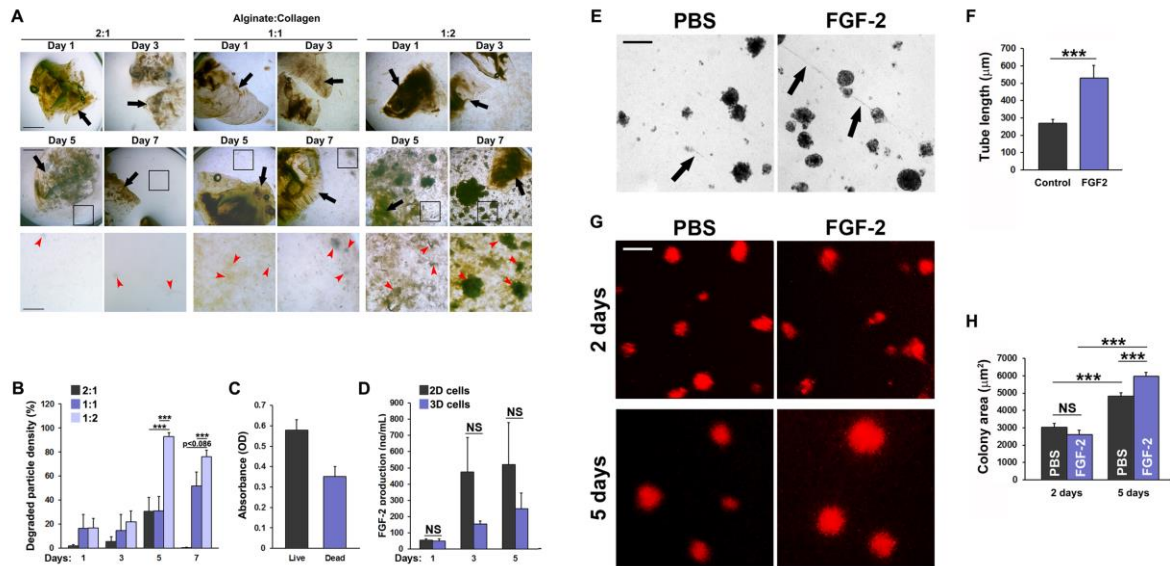 A
Alginate:Collagen
2:1 1:1 1:2
Day 1 Day 3 Day 1 Day 3 Day 1 Day 3
Day 5 Day 7 Day 5 Day 7 Day 5 Day 7
B
2:1
1:1
1:2
Degraded particle density (%)
120
100
80
60
40
20
0
***
***
***
p<0.086
Days: 1 3 5 7
C
Absorbance (OD)
0.7
0.6
0.5
0.4
0.3
0.2
0.1
0
Live Dead
D
2D cells
3D cells
FGF-2 production (ng/mL)
900
800
700
600
500
400
300
200
100
0
NS
NS
NS
Days: 1 3 5
E
PBS FGF-2
F
Tube length (μm)
700
600
500
400
300
200
100
0
***
Control FGF2
G
PBS FGF-2
2 days
5 days
H
Colony area (μm²)
7000
6000
5000
4000
3000
2000
1000
0
***
***
***
NS
PBS FGF-2 PBS FGF-2
2 days 5 days